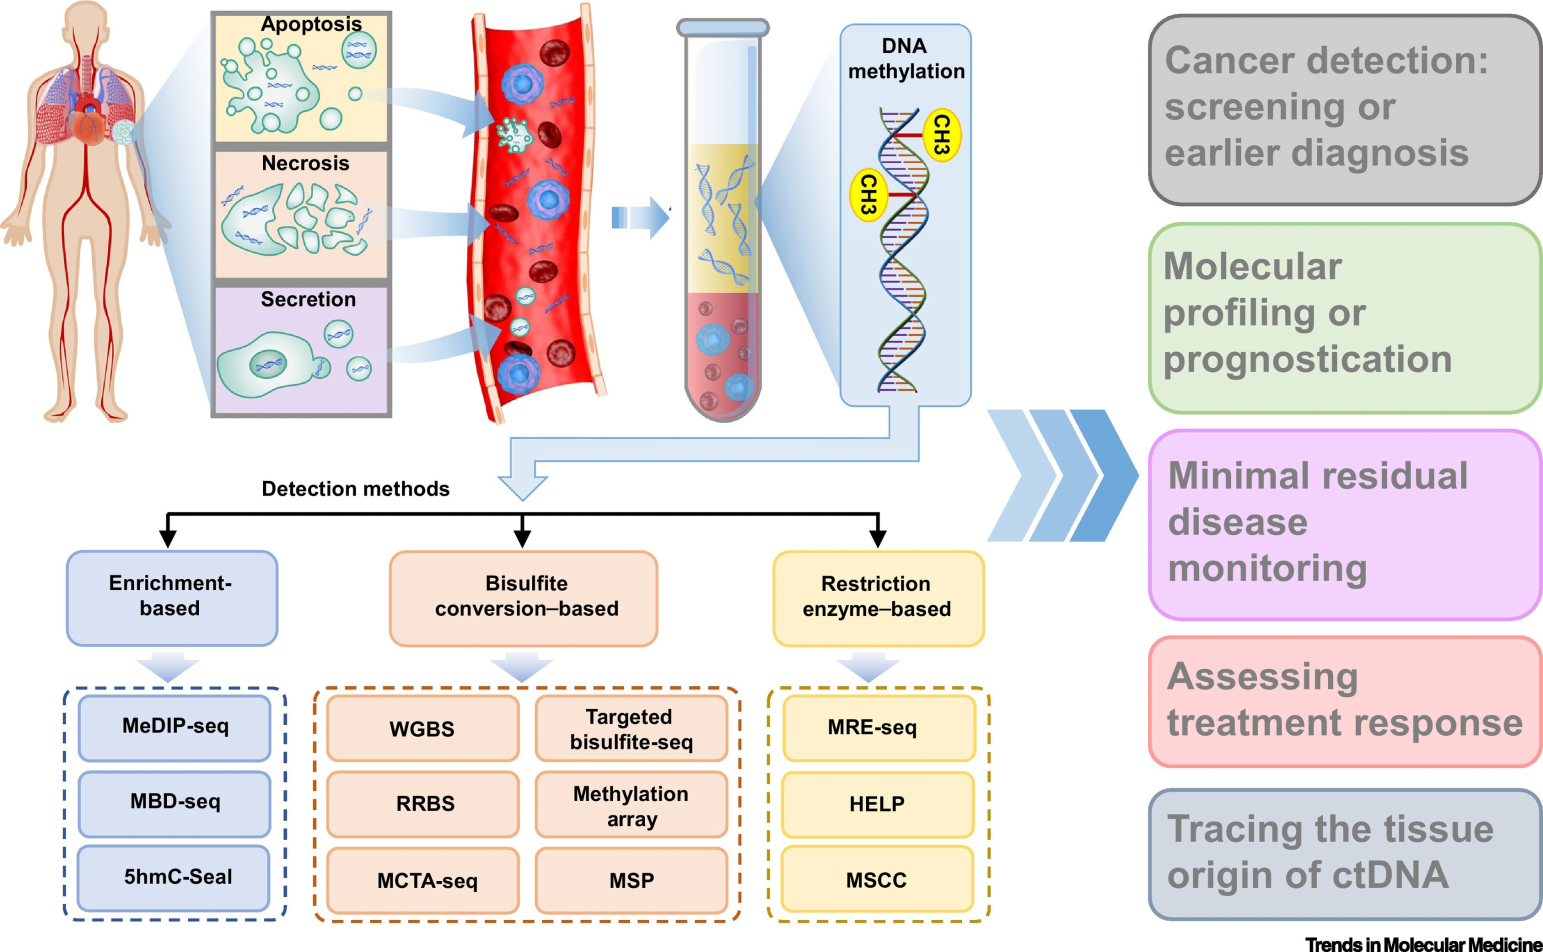 Apoptosis
Necrosis
Secretion
DNA
methylation
CH3
CH3
Detection methods
Enrichment-
based
MeDIP-seq
MBD-seq
5hmC-Seal
Bisulfite
conversion–based
WGBS
Targeted
bisulfite-seq
RRBS
Methylation
array
MCTA-seq
MSP
Restriction
enzyme–based
MRE-seq
HELP
MSCC
Cancer detection:
screening or
earlier diagnosis
Molecular
profiling or
prognostication
Minimal residual
disease
monitoring
Assessing
treatment response
Tracing the tissue
origin of ctDNA
Trends in Molecular Medicine